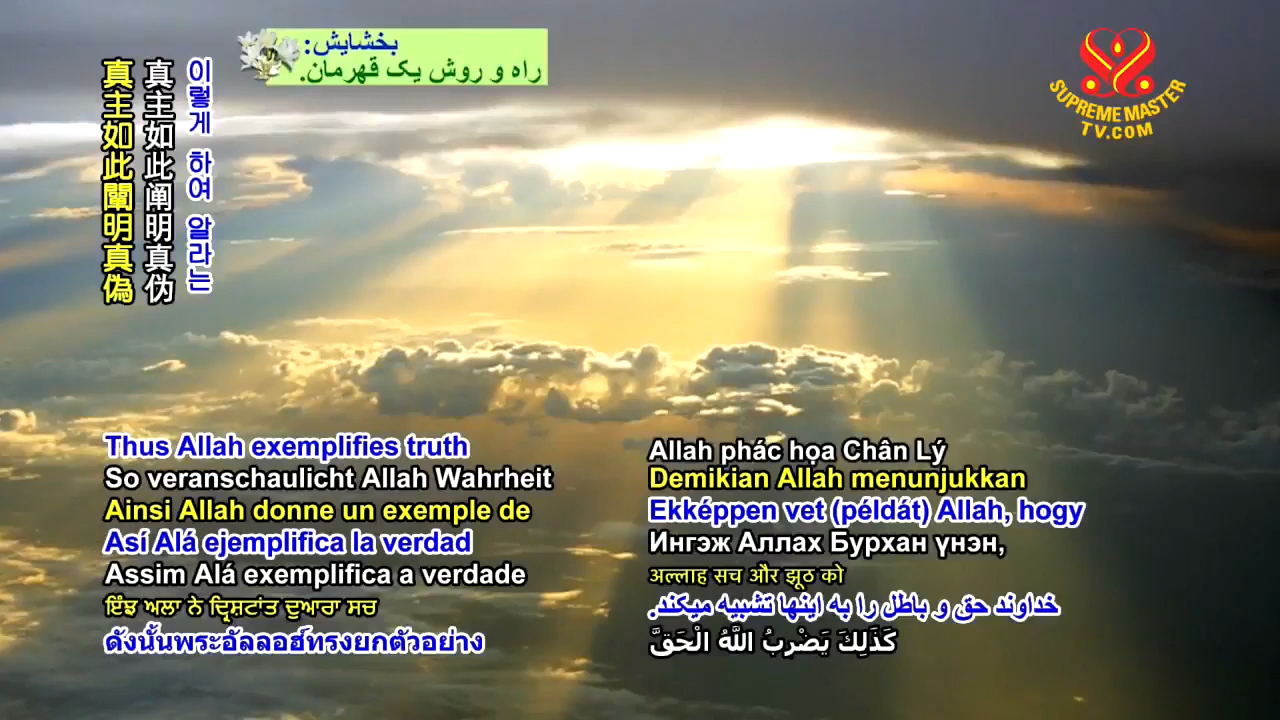 بخشایش:
راه و روش یک قهرمان.
SUPREME MASTER
TV.COM
이렇게 하여 알라는
真主如此阐明真伪
真主如此闡明真偽
Thus Allah exemplifies truth
So veranschaulicht Allah Wahrheit
Ainsi Allah donne un exemple de
Así Alá ejemplifica la verdad
Assim Alá exemplifica a verdade
ਇੰਝ ਅਲਾ ਨੇ ਦ੍ਰਿਸ਼ਟਾਂਤ ਦੁਆਰਾ ਸਚ
ดังนั้นพระอัลลอฮ์ทรงยกตัวอย่าง
Allah phác họa Chân Lý
Demikian Allah menunjukkan
Ekképpen vet (példát) Allah, hogy
Ингэж Аллах Бурхан үнэн,
अल्लाह सच और झूठ को
خداوند حق و باطل را به اینها تشبیه میکند.
كَذَلِكَ يَضْرِبُ اللَّهُ الْحَقَّ